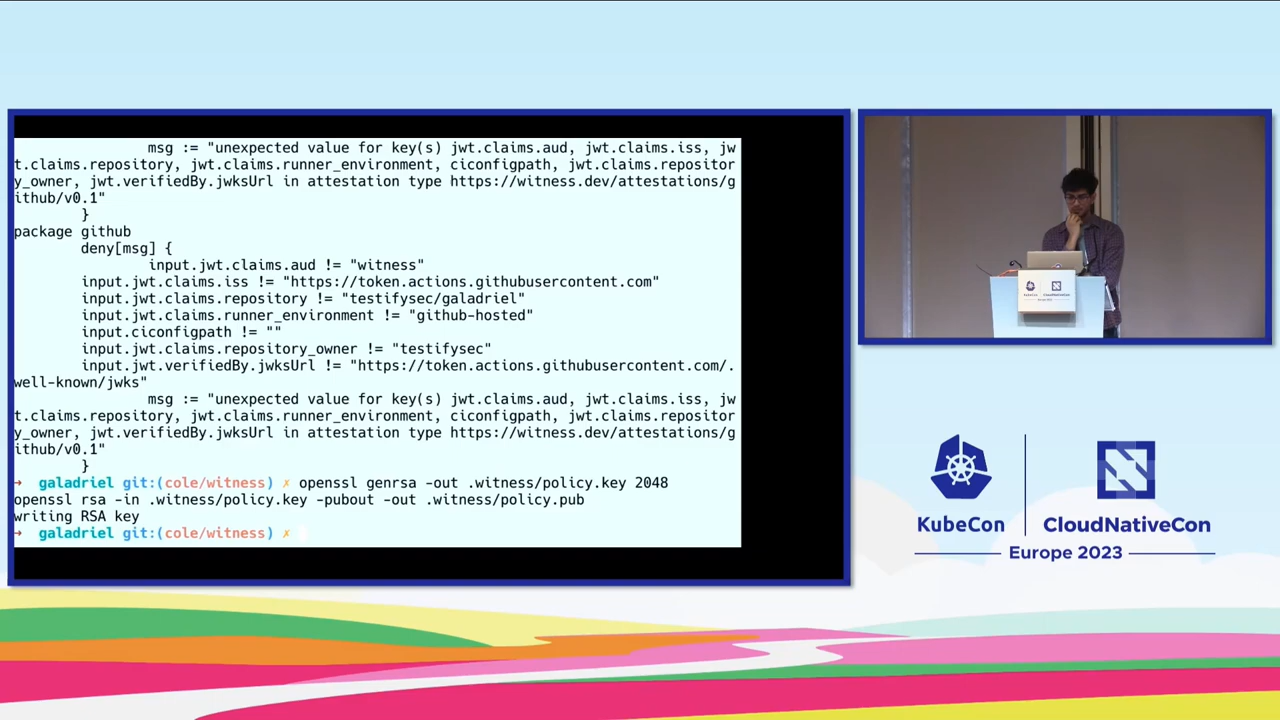 msg := "unexpected value for key(s) jwt.claims.aud, jwt.claims.iss, jw
t.claims.repository, jwt.claims.runner_environment, ciconfigpath, jwt.claims.repositor
y_owner, jwt.verifiedBy.jwksUrl in attestation type https://witness.dev/attestations/g
ithub/v0.1"
}
package github
deny[msg] {
input.jwt.claims.aud != "witness"
input.jwt.claims.iss != "https://token.actions.githubusercontent.com"
input.jwt.claims.repository != "testifysec/galadriel"
input.jwt.claims.runner_environment != "github-hosted"
input.ciconfigpath != ""
input.jwt.claims.repository_owner != "testifysec"
input.jwt.verifiedBy.jwksUrl != "https://token.actions.githubusercontent.com/.
well-known/jwks"
msg := "unexpected value for key(s) jwt.claims.aud, jwt.claims.iss, jw
t.claims.repository, jwt.claims.runner_environment, ciconfigpath, jwt.claims.repositor
y_owner, jwt.verifiedBy.jwksUrl in attestation type https://witness.dev/attestations/g
ithub/v0.1"
}
→ galadriel git:(cole/witness) ✗ openssl genrsa -out .witness/policy.key 2048
openssl rsa -in .witness/policy.key -pubout -out .witness/policy.pub
writing RSA key
→ galadriel git:(cole/witness) ✗
KubeCon
CloudNativeCon
Europe 2023